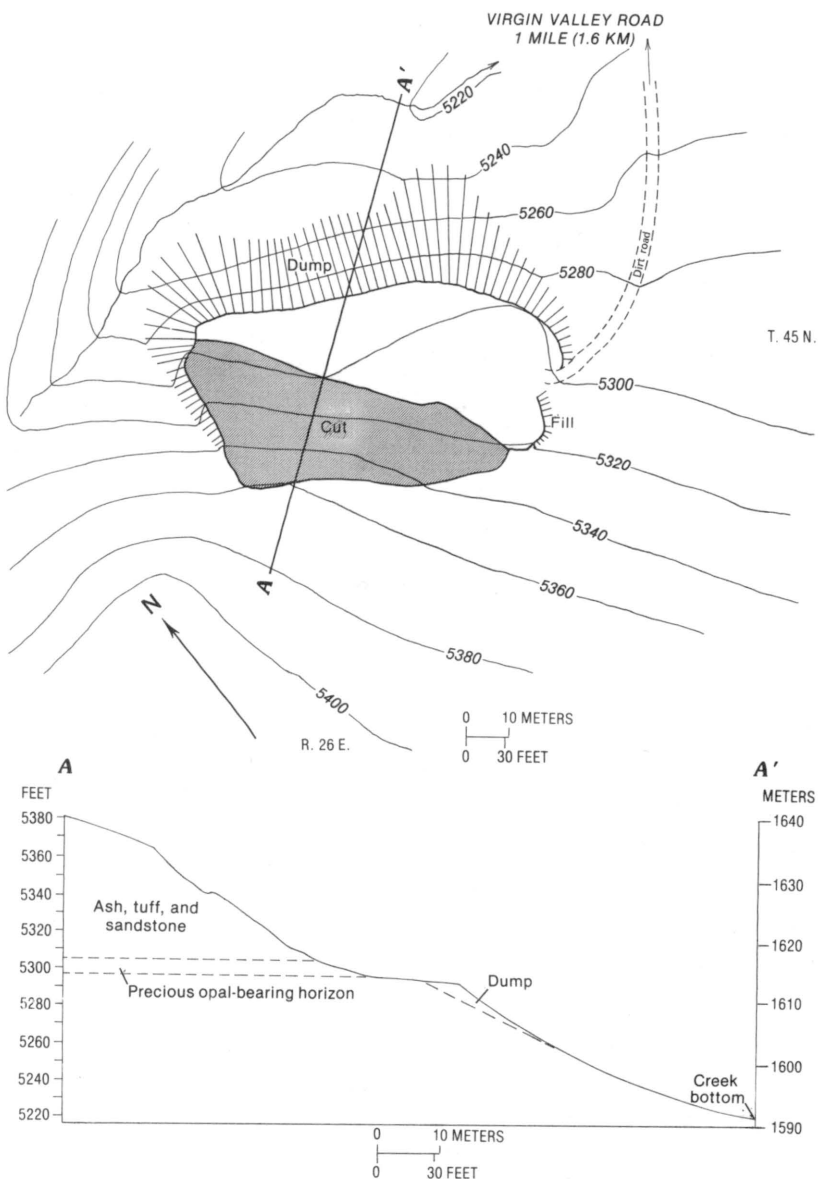 VIRGIN VALLEY ROAD
1 MILE (1.6 KM)
A'
5220
5240
5260
Dump
5280
Dirt road
T. 45 N.
5300
Cut
Fill
5320
5340
A
5360
N
5380
5400
0 10 METERS
0 30 FEET
R. 26 E.
A
A'
FEET
METERS
5380
1640
5360
5340
1630
Ash, tuff, and
sandstone
5320
1620
5300
Precious opal-bearing horizon
Dump
5280
1610
5260
1600
5240
Creek
bottom
5220
1590
0 10 METERS
0 30 FEET